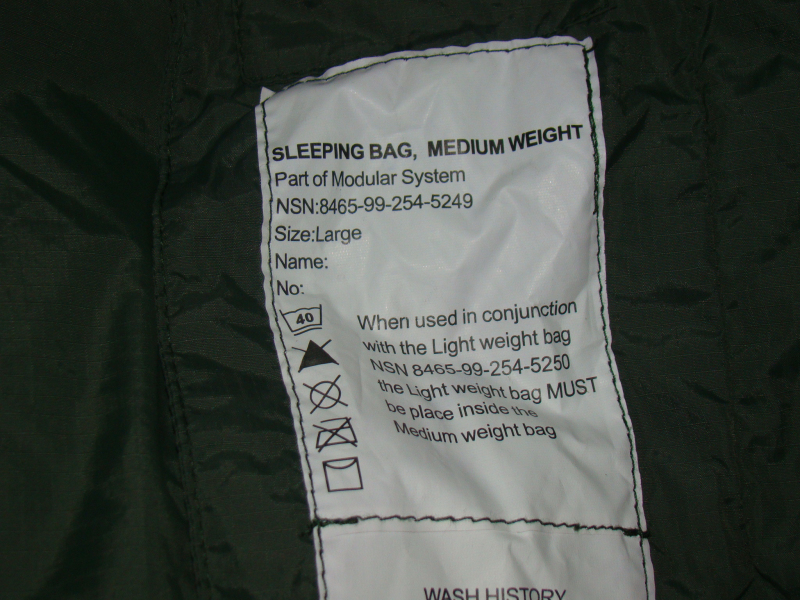 SLEEPING BAG, MEDIUM WEIGHT
Part of Modular System
NSN:8465-99-254-5249
Size:Large
Name:
No:
40
When used in conjunction
with the Light weight bag
NSN 8465-99-254-5250
the Light weight bag MUST
be place inside the
Medium weight bag
WASH HISTORY